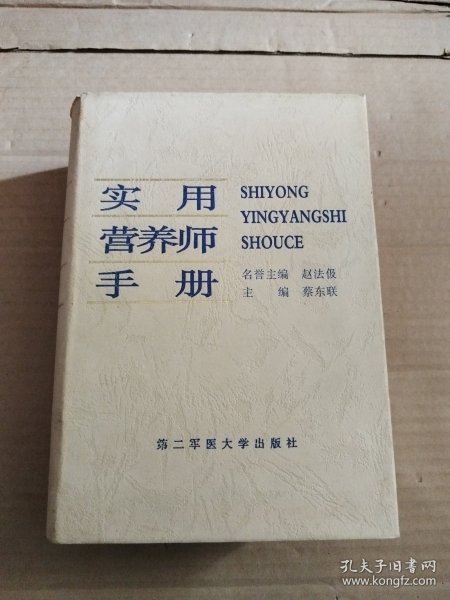 实用
营养师
手册
SHIYONG
YINGYANGSHI
SHOUCE
名誉主编 赵法伋
主编 蔡东联
第二军医大学出版社
孔夫子旧书网
www.kongfz.com